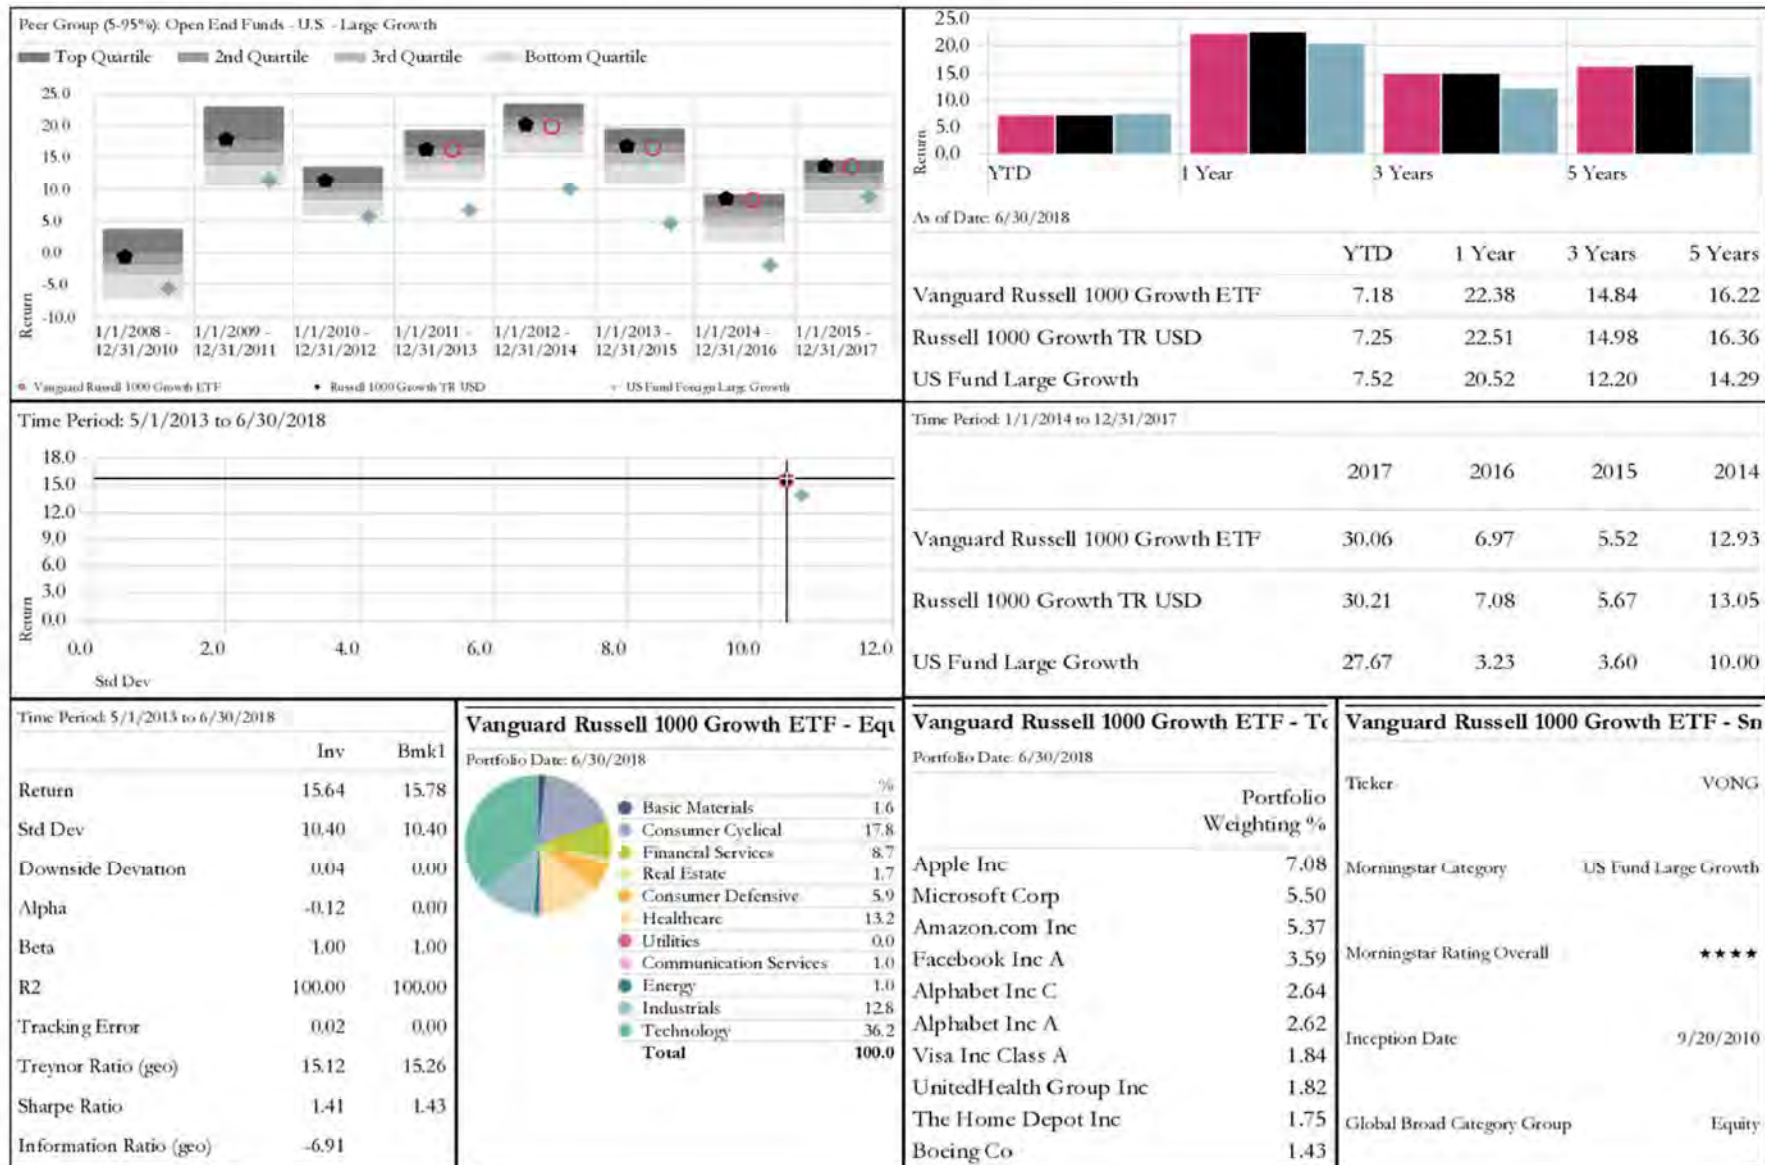 Peer Group (5-95%): Open End Funds - U.S. - Large Growth
Top Quartile 2nd Quartile 3rd Quartile Bottom Quartile
25.0
20.0
15.0
10.0
5.0
0.0
-5.0
-10.0
Return
1/1/2008 - 12/31/2010
1/1/2009 - 12/31/2011
1/1/2010 - 12/31/2012
1/1/2011 - 12/31/2013
1/1/2012 - 12/31/2014
1/1/2013 - 12/31/2015
1/1/2014 - 12/31/2016
1/1/2015 - 12/31/2017
Vanguard Russell 1000 Growth ETF Russell 1000 Growth TR USD US Fund Foreign Large Growth
25.0
20.0
15.0
10.0
5.0
0.0
Return
YTD 1 Year 3 Years 5 Years
As of Date: 6/30/2018
YTD 1 Year 3 Years 5 Years
Vanguard Russell 1000 Growth ETF 7.18 22.38 14.84 16.22
Russell 1000 Growth TR USD 7.25 22.51 14.98 16.36
US Fund Large Growth 7.52 20.52 12.20 14.29
Time Period: 5/1/2013 to 6/30/2018
18.0
15.0
12.0
9.0
6.0
3.0
0.0
Return
0.0 2.0 4.0 6.0 8.0 10.0 12.0
Std Dev
Time Period: 1/1/2014 to 12/31/2017
2017 2016 2015 2014
Vanguard Russell 1000 Growth ETF 30.06 6.97 5.52 12.93
Russell 1000 Growth TR USD 30.21 7.08 5.67 13.05
US Fund Large Growth 27.67 3.23 3.60 10.00
Time Period: 5/1/2013 to 6/30/2018
Inv Bmk1
Return 15.64 15.78
Std Dev 10.40 10.40
Downside Deviation 0.04 0.00
Alpha -0.12 0.00
Beta 1.00 1.00
R2 100.00 100.00
Tracking Error 0.02 0.00
Treynor Ratio (geo) 15.12 15.26
Sharpe Ratio 1.41 1.43
Information Ratio (geo) -6.91
Vanguard Russell 1000 Growth ETF - Equ
Portfolio Date: 6/30/2018
%
Basic Materials 1.6
Consumer Cyclical 17.8
Financial Services 8.7
Real Estate 1.7
Consumer Defensive 5.9
Healthcare 13.2
Utilities 0.0
Communication Services 1.0
Energy 1.0
Industrials 12.8
Technology 36.2
Total 100.0
Vanguard Russell 1000 Growth ETF - To
Portfolio Date: 6/30/2018
Portfolio
Weighting %
Apple Inc 7.08
Microsoft Corp 5.50
Amazon.com Inc 5.37
Facebook Inc A 3.59
Alphabet Inc C 2.64
Alphabet Inc A 2.62
Visa Inc Class A 1.84
UnitedHealth Group Inc 1.82
The Home Depot Inc 1.75
Boeing Co 1.43
Vanguard Russell 1000 Growth ETF - Sn
Ticker VONG
Morningstar Category US Fund Large Growth
Morningstar Rating Overall ★★★★
Inception Date 9/20/2010
Global Broad Category Group Equity